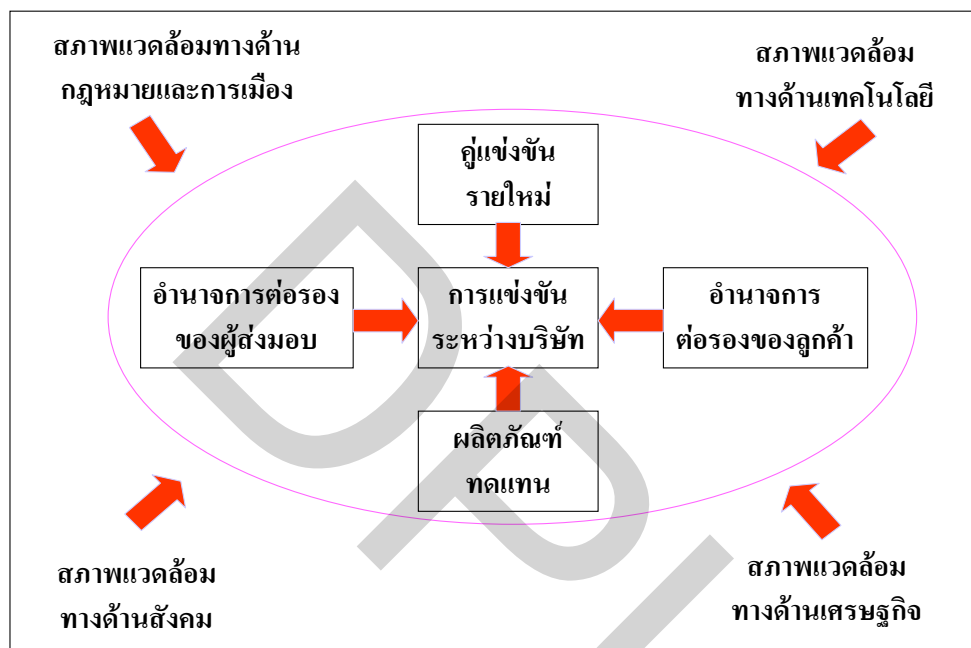 สภาพแวดล้อมทางด้าน
กฎหมายและการเมือง
สภาพแวดล้อม
ทางด้านเทคโนโลยี
คู่แข่งขัน
รายใหม่
อำนาจการต่อรอง
ของผู้ส่งมอบ
การแข่งขัน
ระหว่างบริษัท
อำนาจการ
ต่อรองของลูกค้า
ผลิตภัณฑ์
ทดแทน
สภาพแวดล้อม
ทางด้านสังคม
สภาพแวดล้อม
ทางด้านเศรษฐกิจ